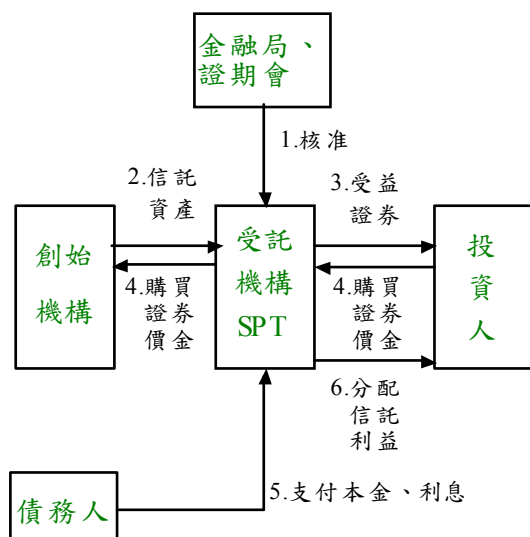 金融局、
證期會
1.核准
2.信託
資產
3.受益
證券
創始
機構
受託
機構
SPT
投
資
人
4.購買
證券
價金
4.購買
證券
價金
6.分配
信託
利益
5.支付本金、利息
債務人